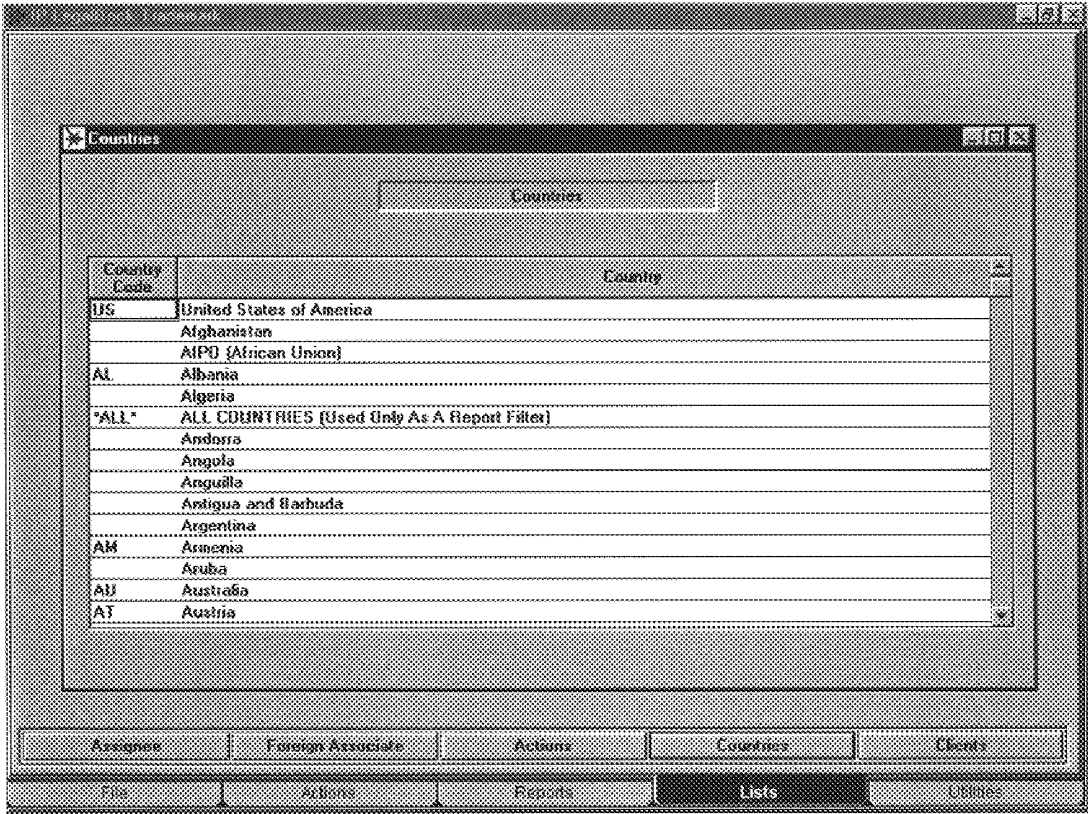 Countries
Countries
Country Code
Country
US United States of America
Afghanistan
AIPO (African Union)
AL Albania
Algeria
*ALL* ALL COUNTRIES (Used Only As A Report Filter)
Andorra
Angola
Anguilla
Antigua and Barbuda
Argentina
AM Armenia
Aruba
AU Australia
AT Austria
Assignee Foreign Associate Actions Countries Clients
File Actions Reports Lists Utilities